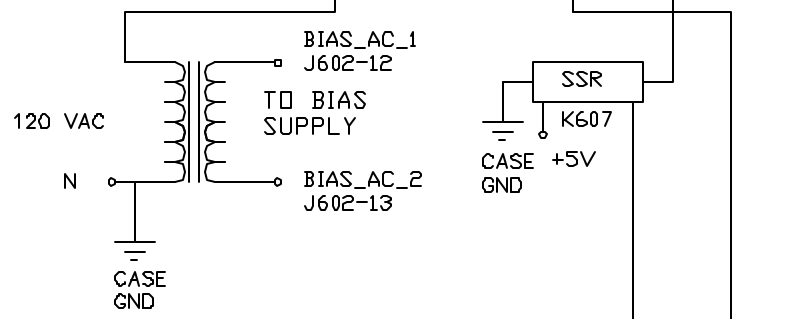 BIAS_AC_1
J602-12
TO BIAS
SUPPLY
120 VAC
N
BIAS_AC_2
J602-13
CASE
GND
SSR
K607
+5V
CASE
GND